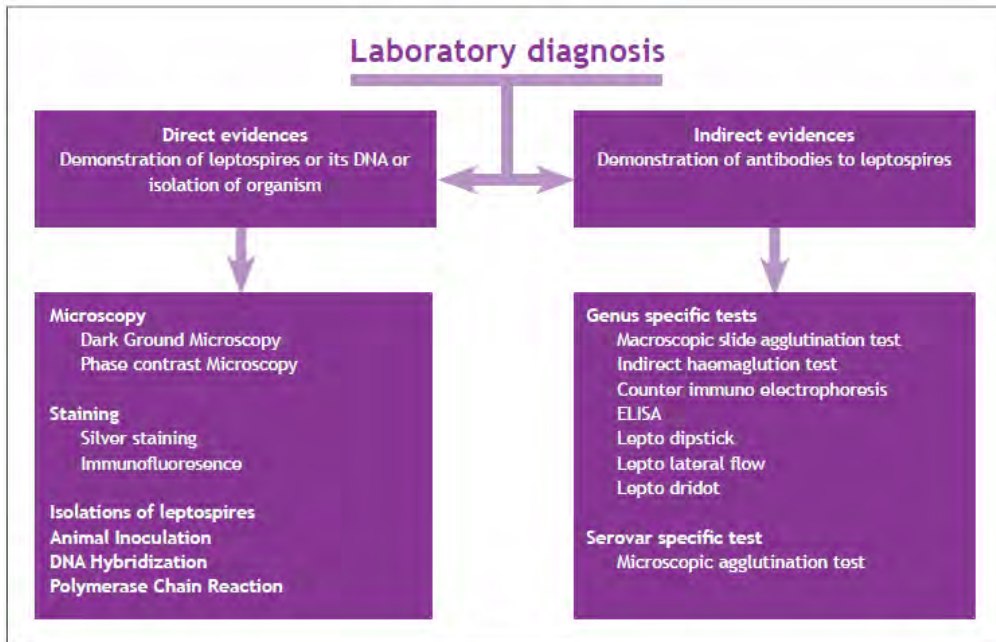 Laboratory diagnosis
Direct evidences
Demonstration of leptospires or its DNA or
isolation of organism
Indirect evidences
Demonstration of antibodies to leptospires
Microscopy
Dark Ground Microscopy
Phase contrast Microscopy
Staining
Silver staining
Immunofluoresence
Isolations of leptospires
Animal Inoculation
DNA Hybridization
Polymerase Chain Reaction
Genus specific tests
Macroscopic slide agglutination test
Indirect haemaglution test
Counter immuno electrophoresis
ELISA
Lepto dipstick
Lepto lateral flow
Lepto dridot
Serovar specific test
Microscopic agglutination test